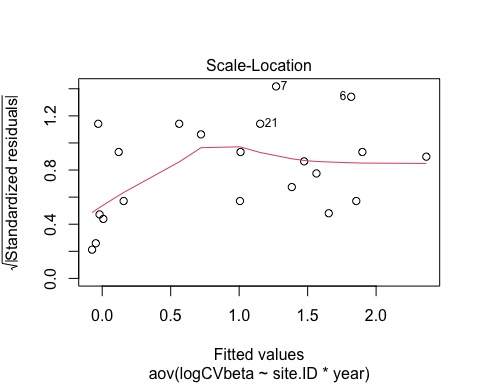 Scale-Location
√|Standardized residuals|
0.0 0.4 0.8 1.2
7
6
21
0.0 0.5 1.0 1.5 2.0
Fitted values
aov(logCVbeta ~ site.ID * year)